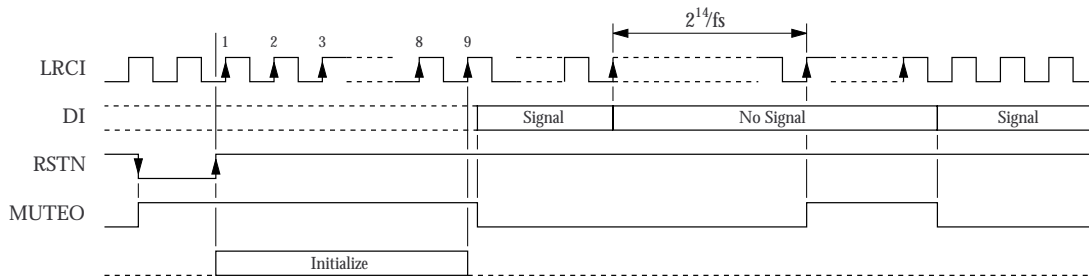 2¹⁴/fs
1 2 3 8 9
LRCI
DI Signal No Signal Signal
RSTN
MUTEO
Initialize